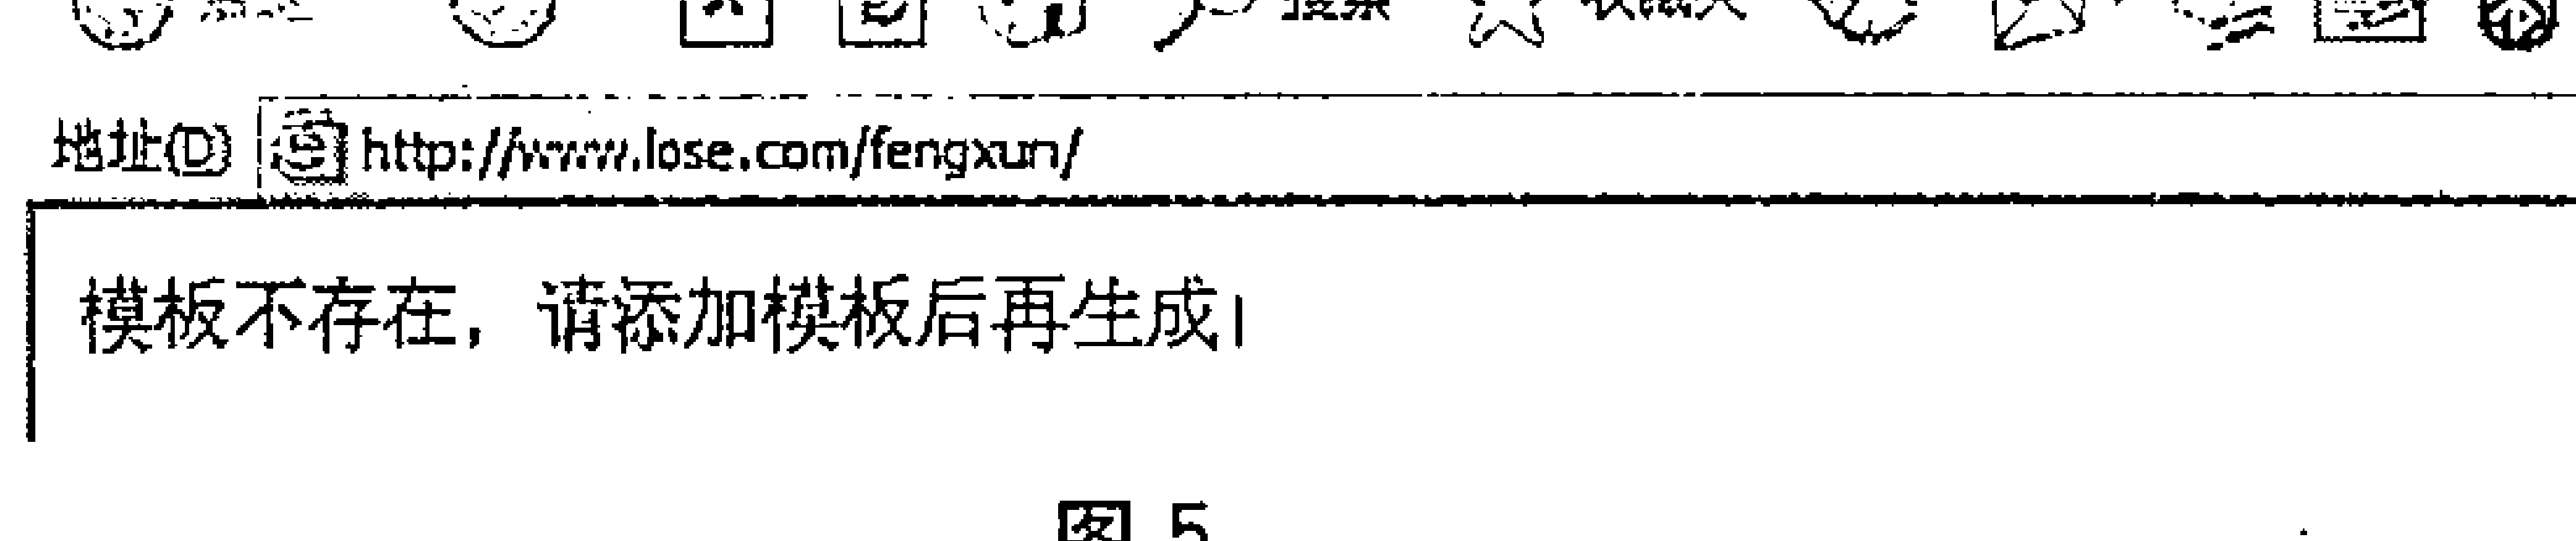 地址(D) http://www.lose.com/fengxun/
模板不存在，请添加模板后再生成!
图 5